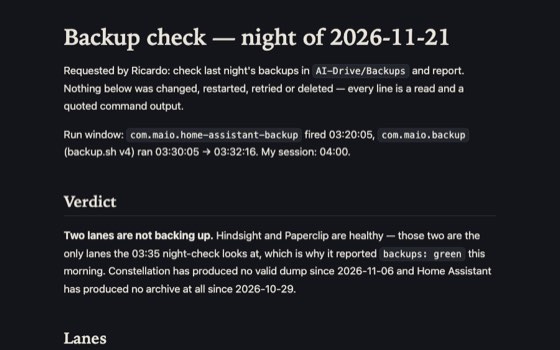 Backup check — night of 2026-11-21
Requested by Ricardo: check last night's backups in AI-Drive/Backups and report.
Nothing below was changed, restarted, retried or deleted — every line is a read and a
quoted command output.
Run window: com.maio.home-assistant-backup fired 03:20:05, com.maio.backup
(backup.sh v4) ran 03:30:05 → 03:32:16. My session: 04:00.
Verdict
Two lanes are not backing up. Hindsight and Paperclip are healthy — those two are the
only lanes the 03:35 night-check looks at, which is why it reported backups: green this
morning. Constellation has produced no valid dump since 2026-11-06 and Home Assistant
has produced no archive at all since 2026-10-29.
Lanes